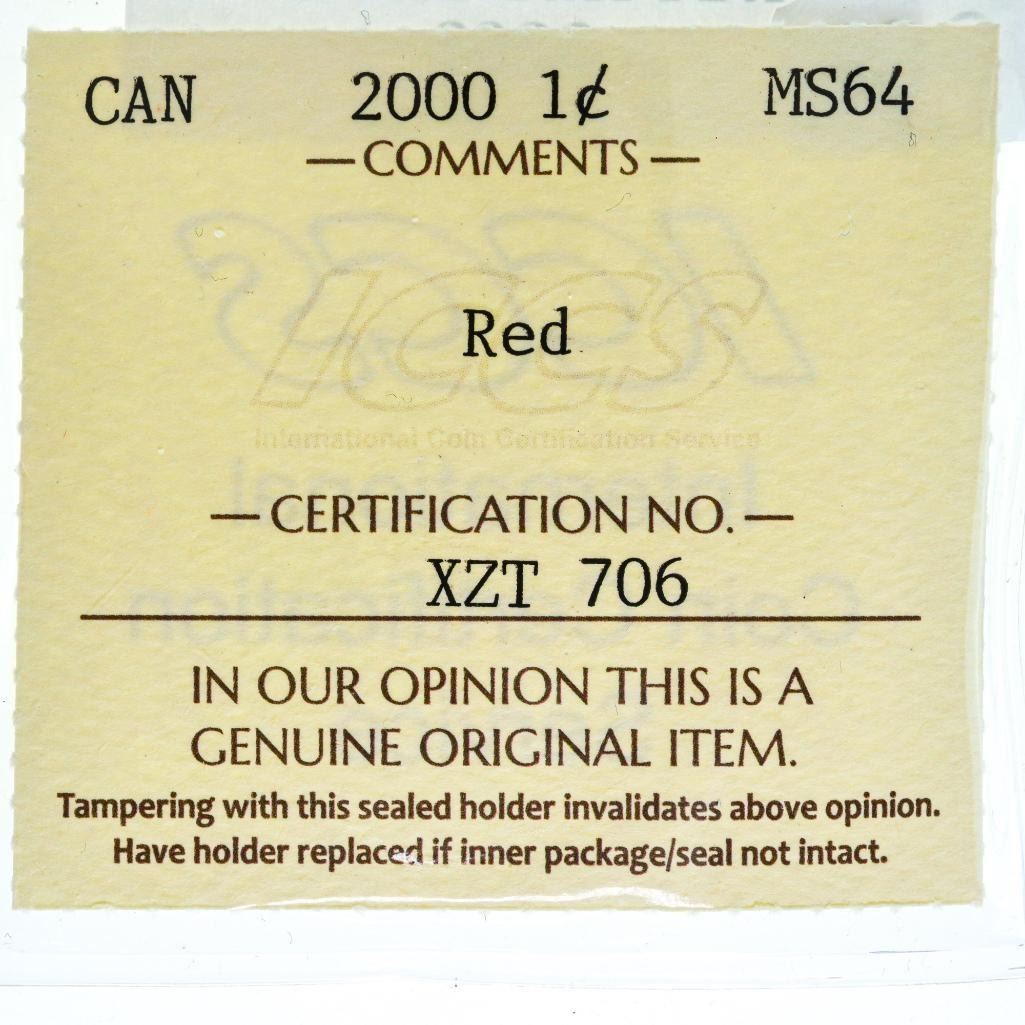 CAN 2000 1¢ MS64
— COMMENTS —
ICCS
Red
International Coin Certification Service
— CERTIFICATION NO. —
XZT 706
IN OUR OPINION THIS IS A
GENUINE ORIGINAL ITEM.
Tampering with this sealed holder invalidates above opinion.
Have holder replaced if inner package/seal not intact.